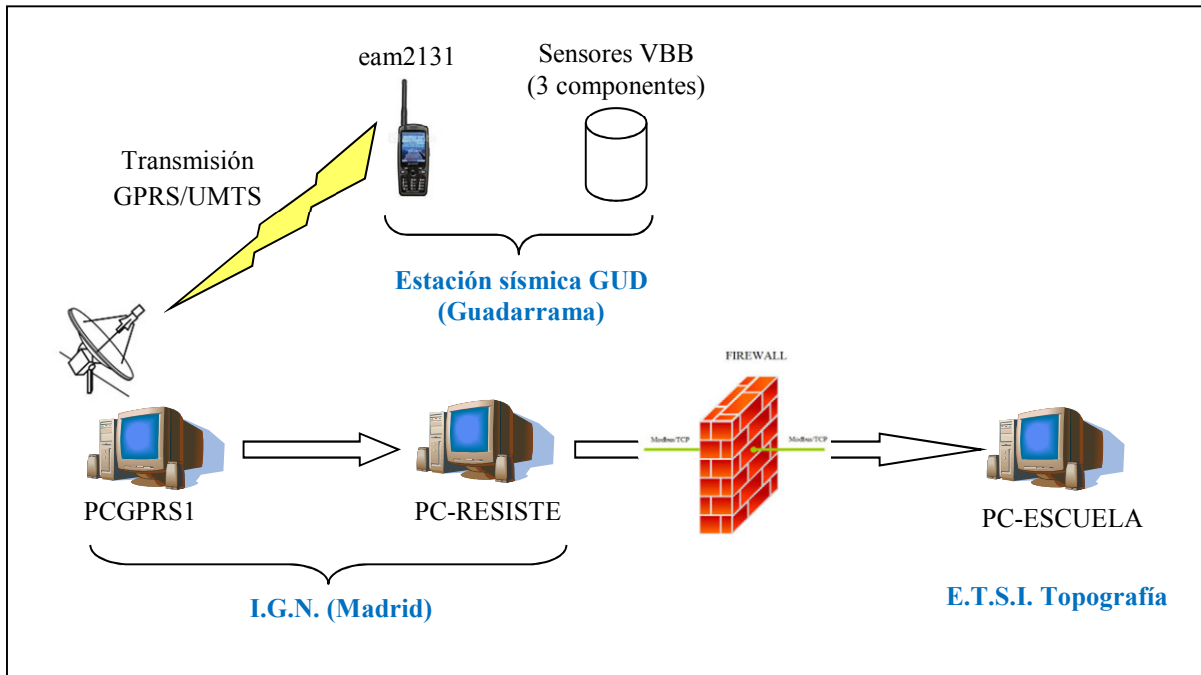 eam2131
Sensores VBB
(3 componentes)
Transmisión
GPRS/UMTS
Estación sísmica GUD
(Guadarrama)
FIREWALL
Modbus/TCP
Modbus/TCP
PCGPRS1
PC-RESISTE
PC-ESCUELA
I.G.N. (Madrid)
E.T.S.I. Topografía